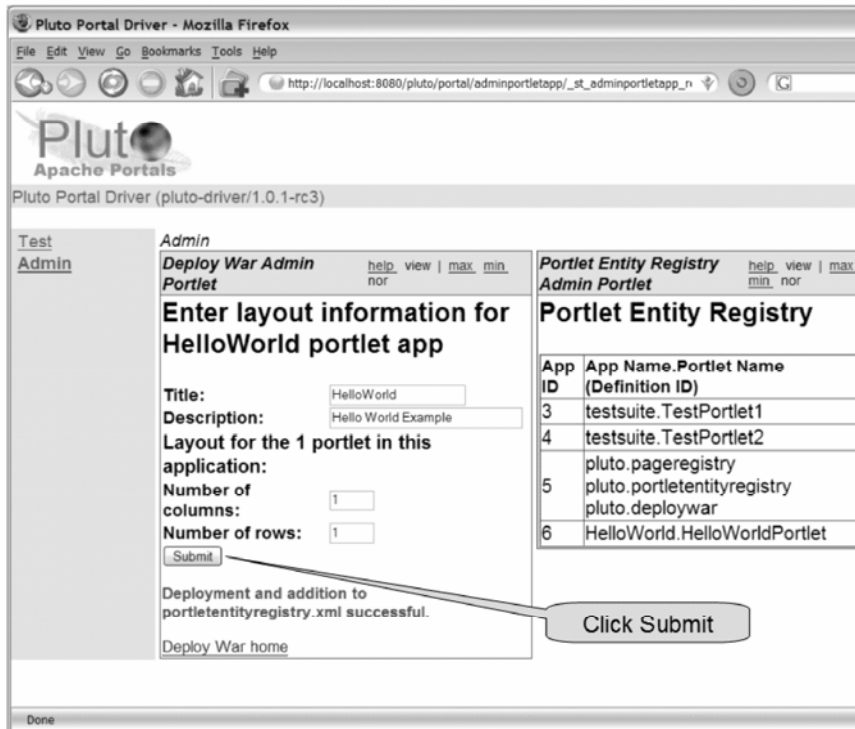 Pluto Portal Driver - Mozilla Firefox
File Edit View Go Bookmarks Tools Help
http://localhost:8080/pluto/portal/adminportletapp/_st_adminportletapp_r
G
Pluto
Apache Portals
Pluto Portal Driver (pluto-driver/1.0.1-rc3)
Test
Admin
Admin
Deploy War Admin
Portlet
help view | max min
nor
Enter layout information for
HelloWorld portlet app
Title: HelloWorld
Description: Hello World Example
Layout for the 1 portlet in this
application:
Number of
columns: 1
Number of rows: 1
Submit
Deployment and addition to
portletentityregistry.xml successful.
Deploy War home
Portlet Entity Registry
Admin Portlet
help view | max
min nor
Portlet Entity Registry
App
ID
App Name.Portlet Name
(Definition ID)
3 testsuite.TestPortlet1
4 testsuite.TestPortlet2
5
pluto.pageregistry
pluto.portletentityregistry
pluto.deploywar
6 HelloWorld.HelloWorldPortlet
Click Submit
Done